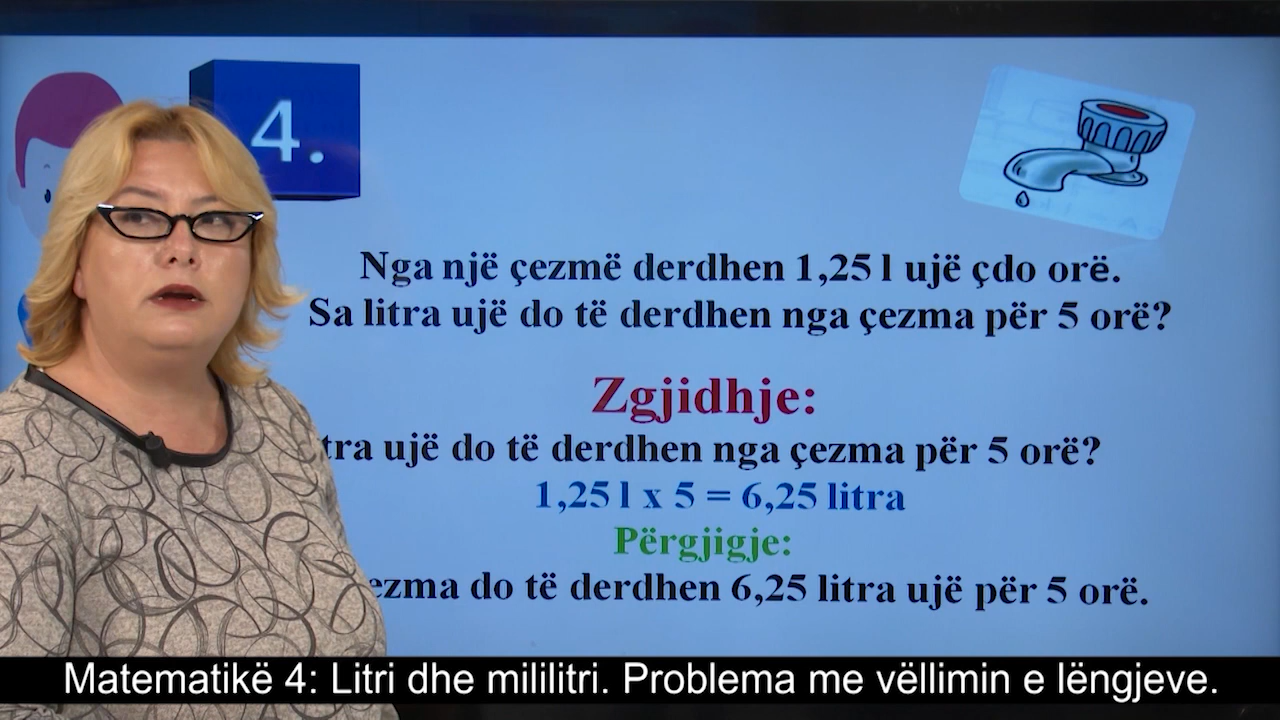 4.
Nga një çezmë derdhen 1,25 l ujë çdo orë.
Sa litra ujë do të derdhen nga çezma për 5 orë?
Zgjidhje:
ujë do të derdhen nga çezma për 5 orë?
1,25 l x 5 = 6,25 litra
Përgjigje:
do të derdhen 6,25 litra ujë për 5 orë.
Matematikë 4: Litri dhe mililitri. Problema me vëllimin e lëngjeve.